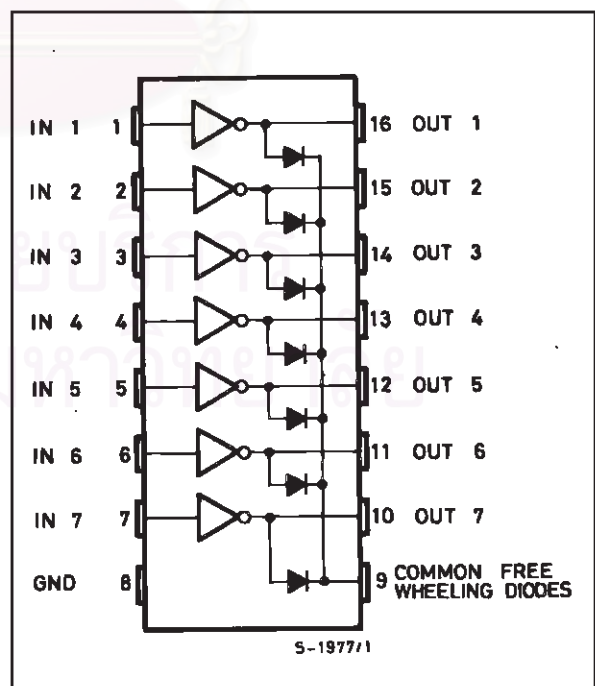 IN 1 1 16 OUT 1
IN 2 2 15 OUT 2
IN 3 3 14 OUT 3
IN 4 4 13 OUT 4
IN 5 5 12 OUT 5
IN 6 6 11 OUT 6
IN 7 7 10 OUT 7
GND 8 9 COMMON FREE
WHEELING DIODES
S-1977/1